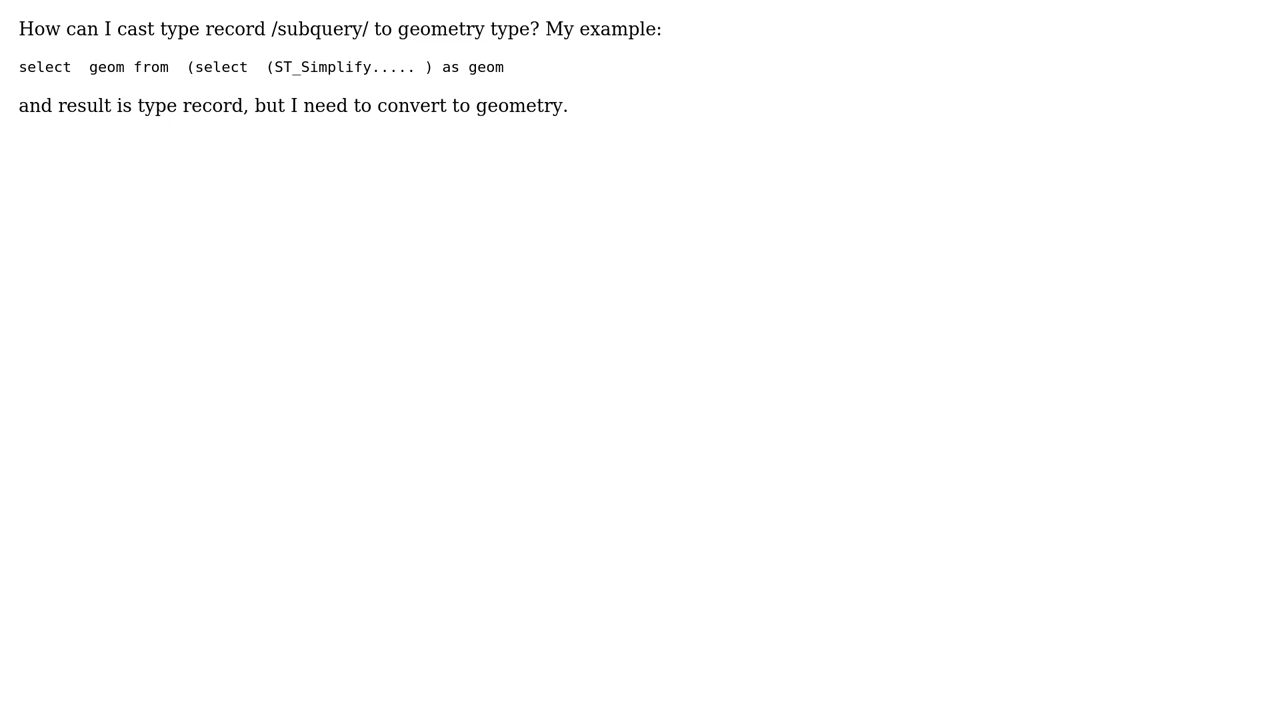 How can I cast type record /subquery/ to geometry type? My example:
select  geom from  (select  (ST_Simplify..... ) as geom
and result is type record, but I need to convert to geometry.